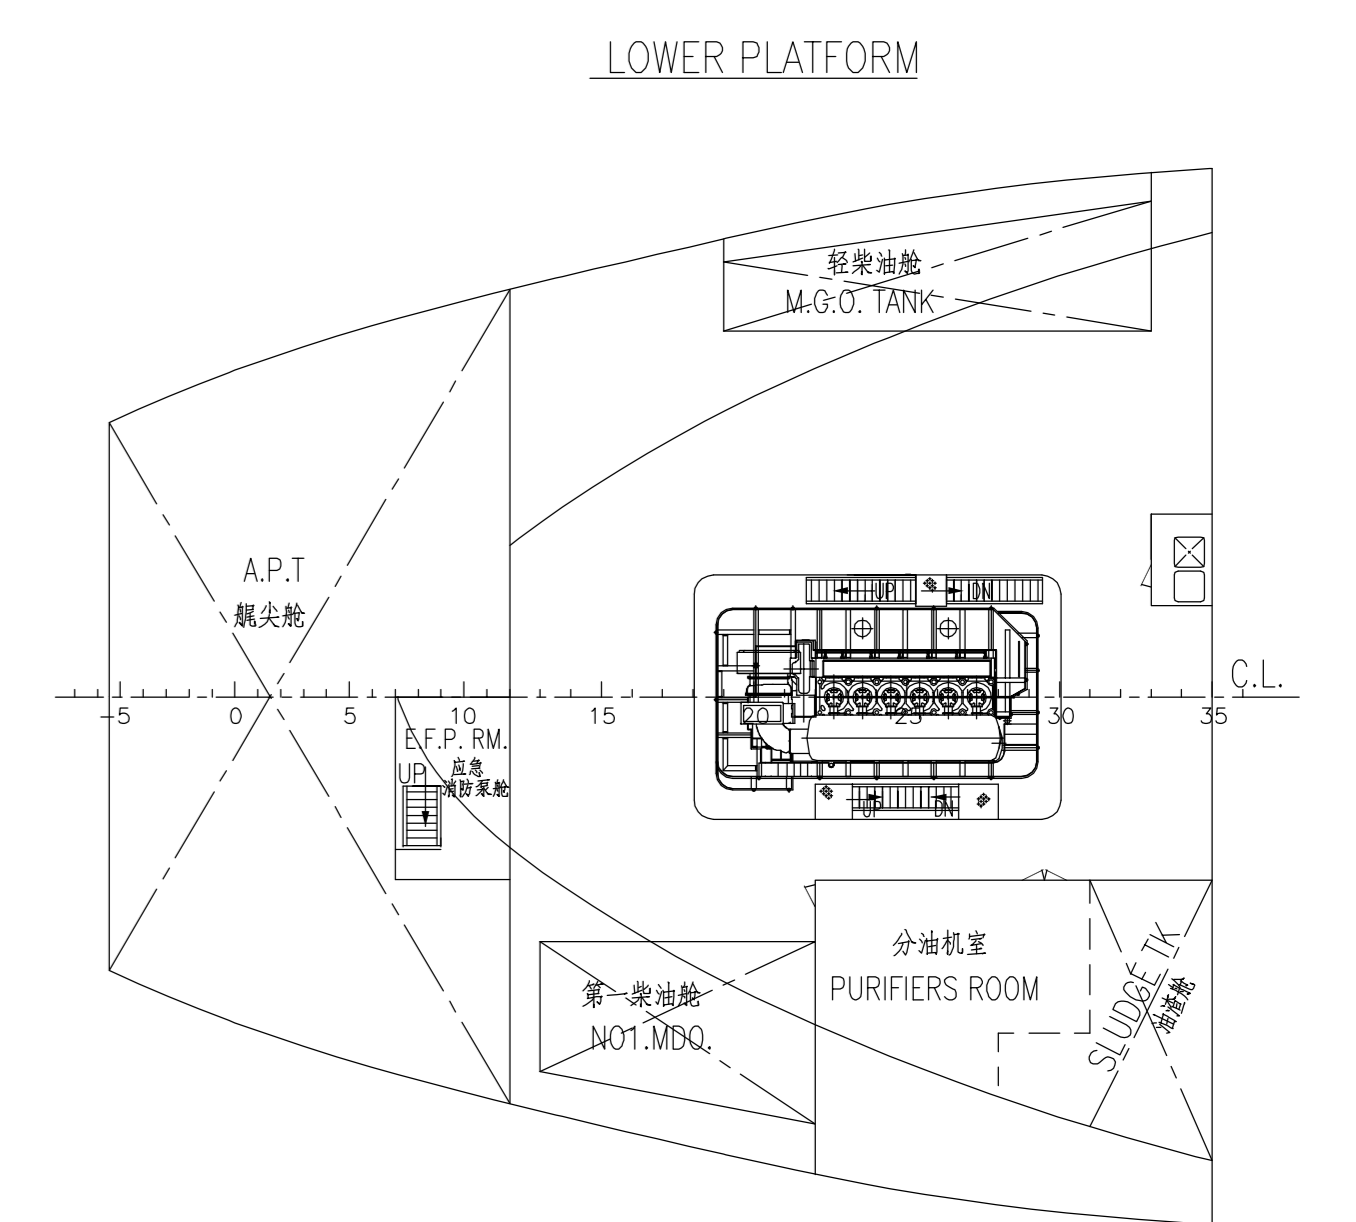 LOWER PLATFORM
轻柴油舱
M.G.O. TANK
A.P.T
艉尖舱
UP
DN
C.L.
-5 0 5 10 15 20 25 30 35
E.F.P. RM.
应急
消防泵舱
UP
UP
DN
分油机室
PURIFIERS ROOM
SLUDGE TK
油渣舱
第一柴油舱
NO1.MDO.